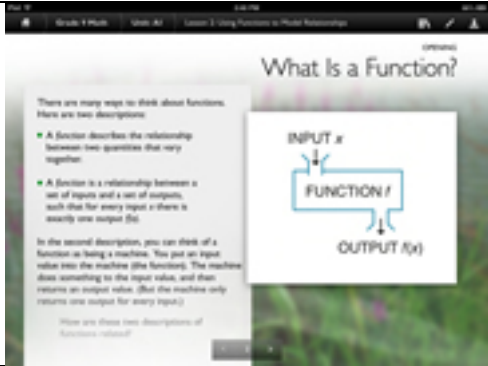 iPad
Grade 9 Math Unit: A1 Lesson 2: Using Functions to Model Relationships
OPENING
What Is a Function?
There are many ways to think about functions.
Here are two descriptions:
A function describes the relationship
between two quantities that vary
together.
A function is a relationship between a
set of inputs and a set of outputs,
such that for every input x there is
exactly one output f(x).
In the second description, you can think of a
function as being a machine. You put an input
value into the machine (the function). The machine
does something to the input value, and then
returns an output value. (But the machine only
returns one output for every input.)
How are these two descriptions of
functions related?
INPUT x
FUNCTION f
OUTPUT f(x)